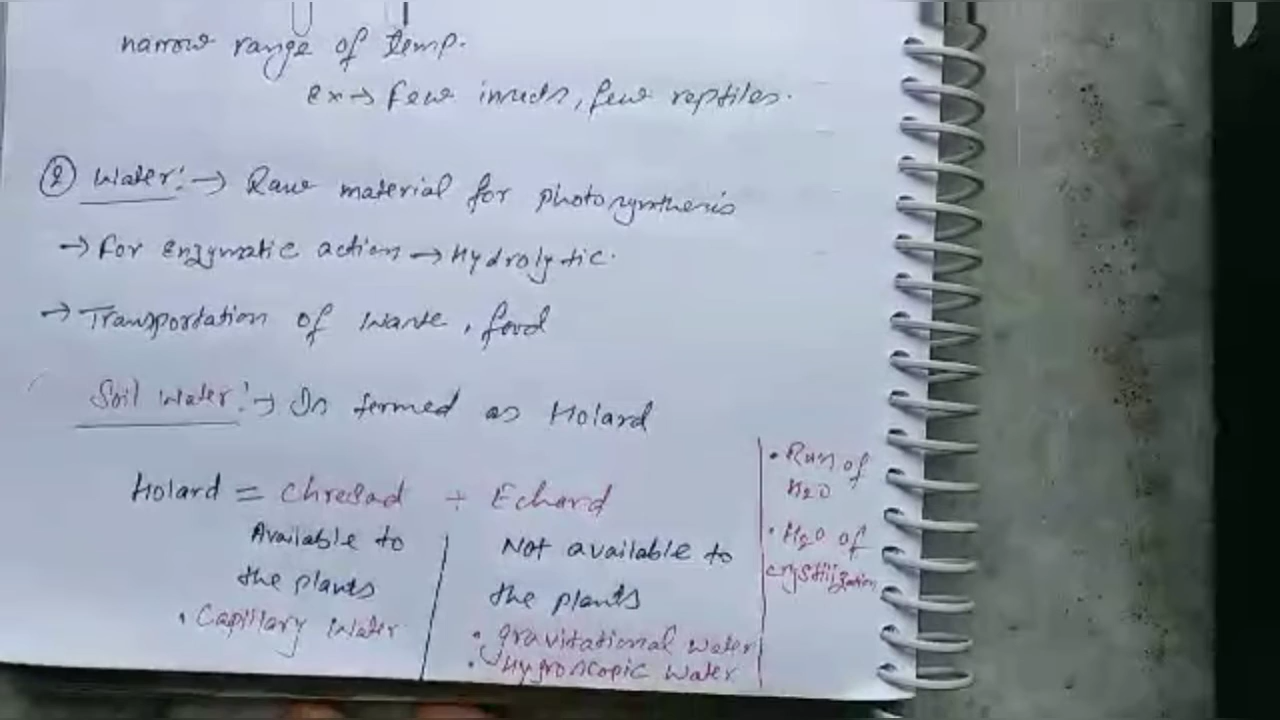 narrow range of temp.
ex → few insects, few reptiles.
② Water:→ Raw material for photosynthesis
→ for enzymatic action → Hydrolytic.
→ Transportation of waste, food
Soil Water:→ Is termed as Holard
Holard = Chresad + Echard
Available to the plants
• Capillary Water
Not available to the plants
• gravitational water
• Hygroscopic Water
• Run of H2O
• H2O of crystilization